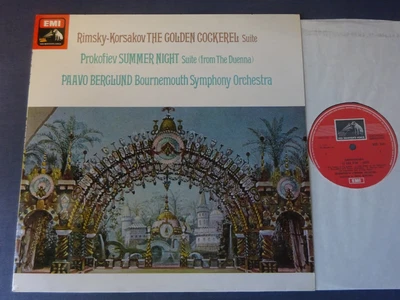 EMI
Rimsky-Korsakov THE GOLDEN COCKEREL Suite
Prokofiev SUMMER NIGHT Suite (from The Duenna)
PAAVO BERGLUND Bournemouth Symphony Orchestra
EMI